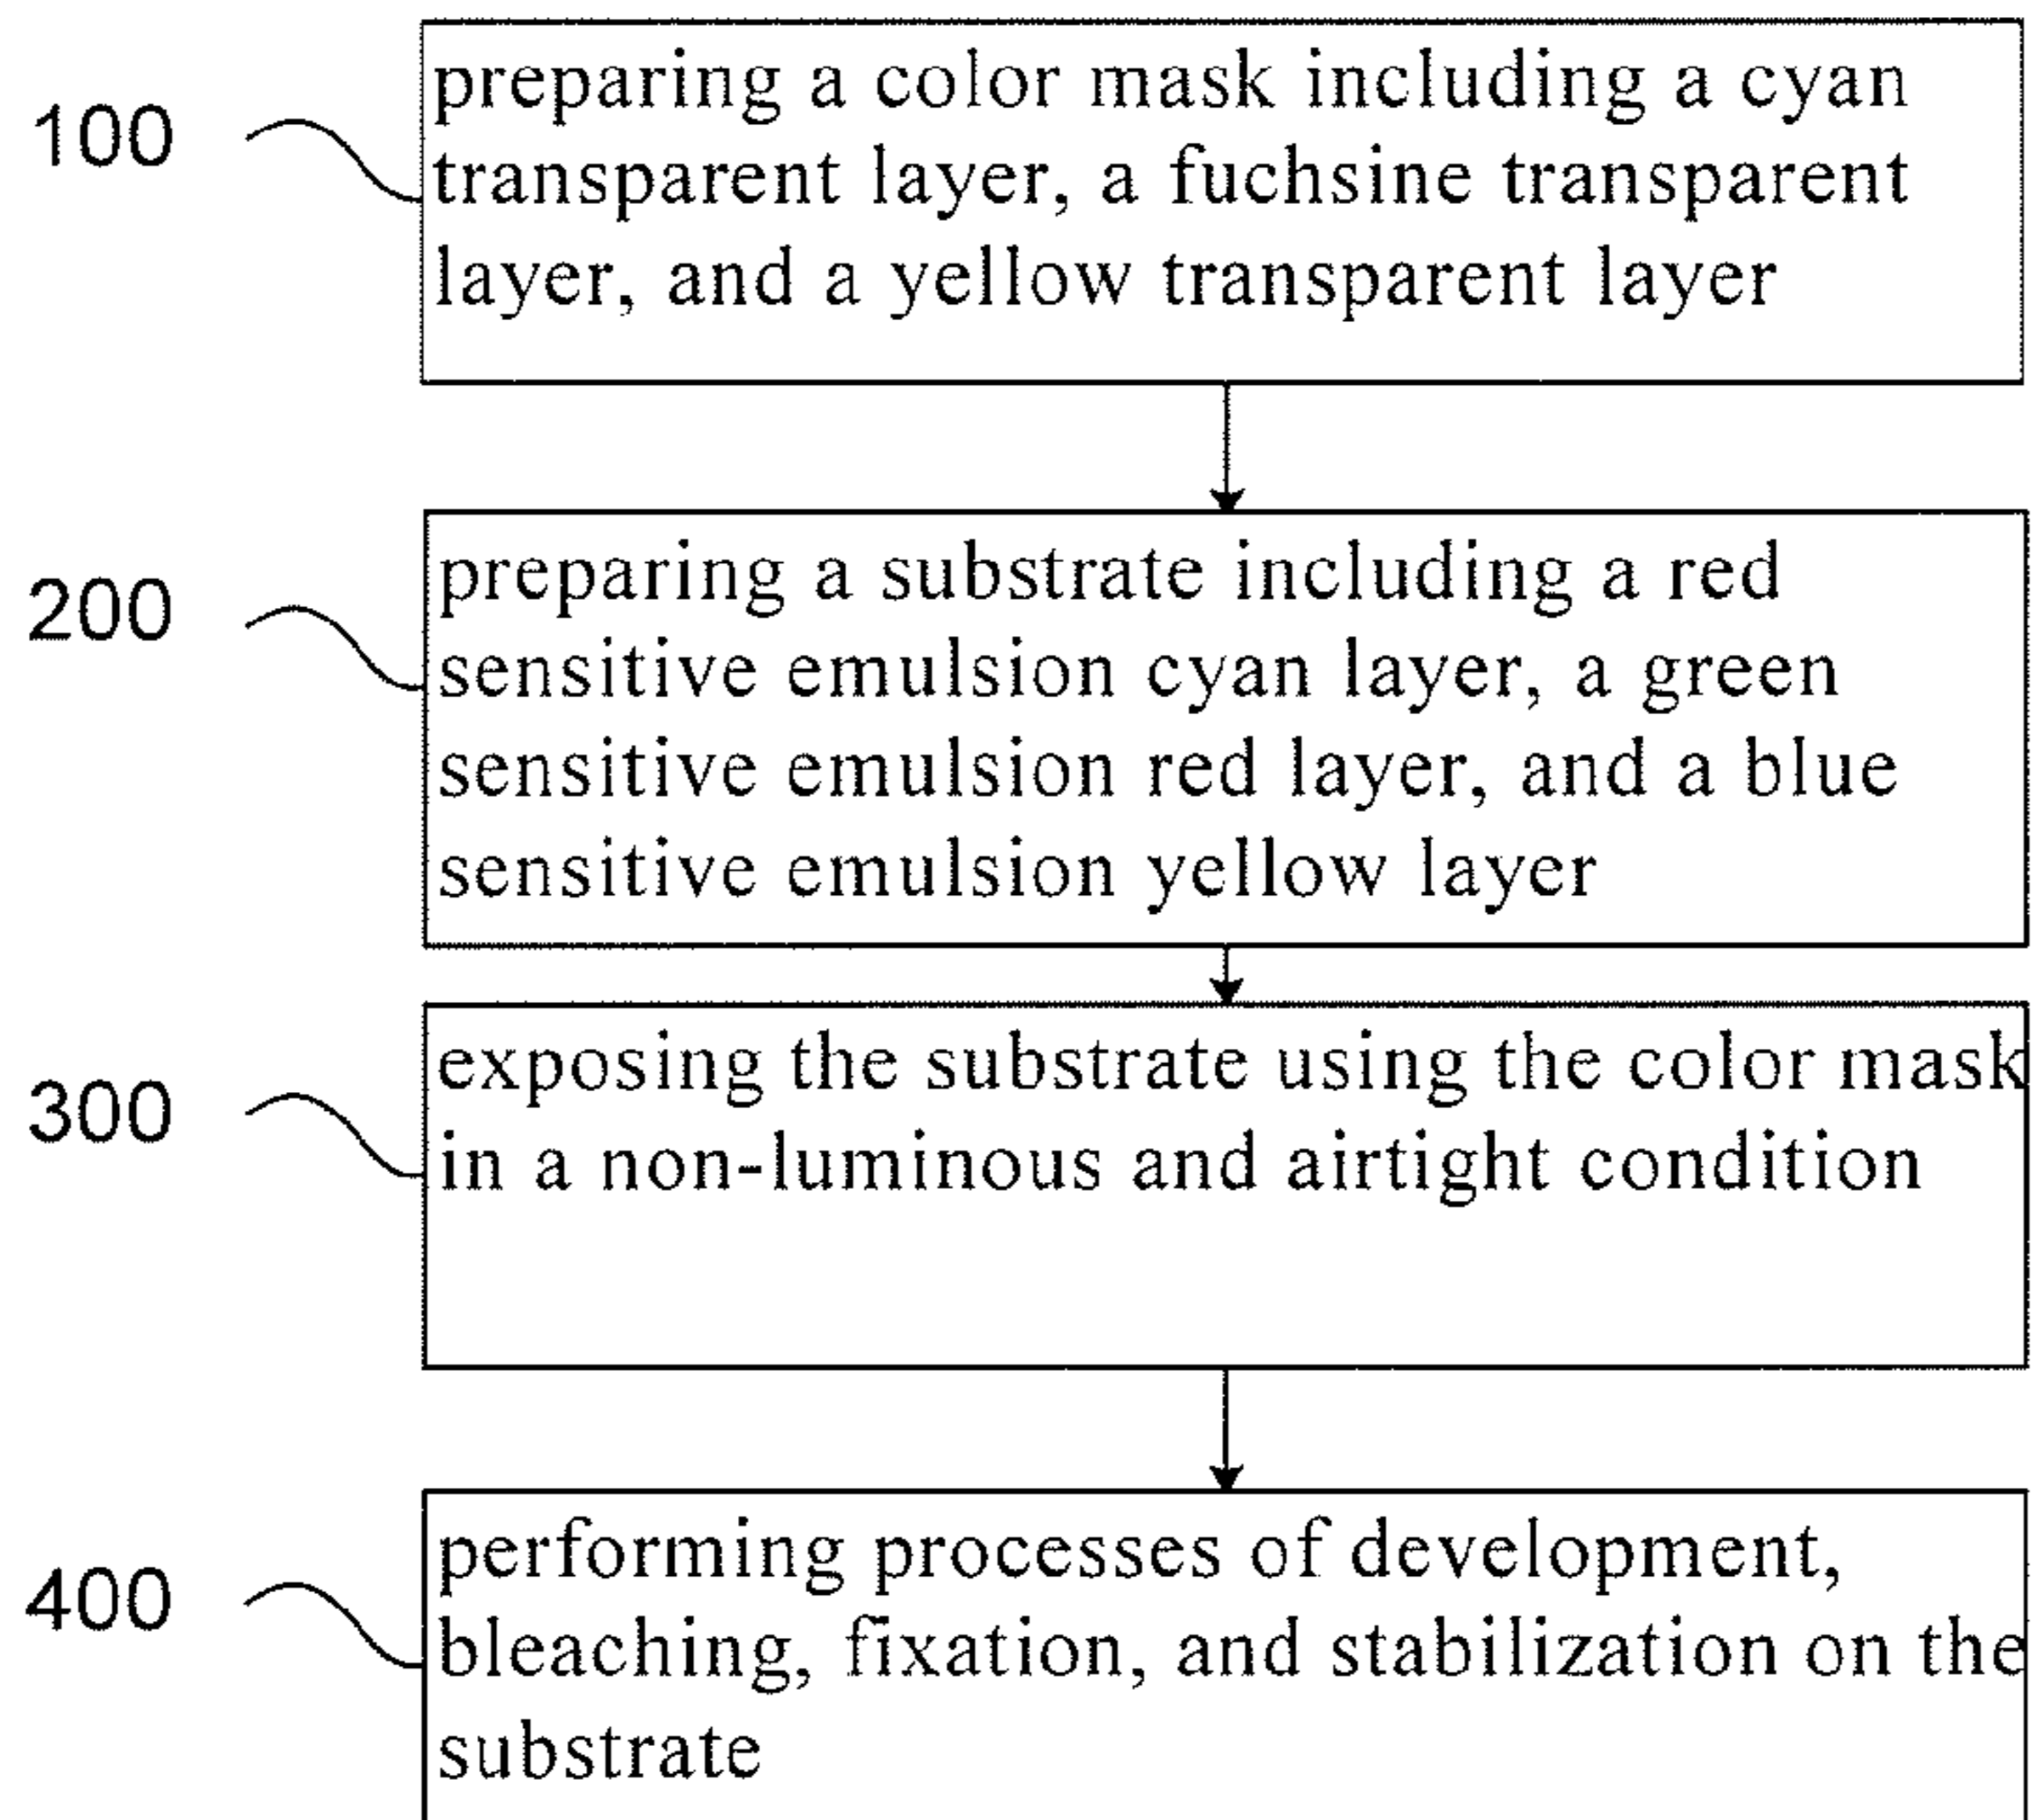 100
preparing a color mask including a cyan
transparent layer, a fuchsine transparent
layer, and a yellow transparent layer
200
preparing a substrate including a red
sensitive emulsion cyan layer, a green
sensitive emulsion red layer, and a blue
sensitive emulsion yellow layer
300
exposing the substrate using the color mask
in a non-luminous and airtight condition
400
performing processes of development,
bleaching, fixation, and stabilization on the
substrate